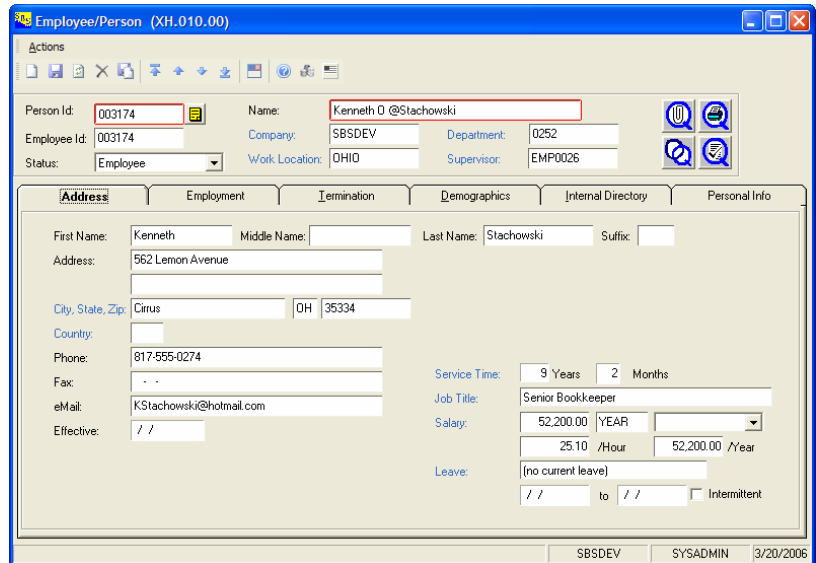 Employee/Person (XH.010.00)
Actions
Person Id: 003174 Name: Kenneth O @Stachowski
Employee Id: 003174 Company: SBSDEV Department: 0252
Status: Employee Work Location: OHIO Supervisor: EMP0026
Address Employment Termination Demographics Internal Directory Personal Info
First Name: Kenneth Middle Name: Last Name: Stachowski Suffix:
Address: 562 Lemon Avenue
City, State, Zip: Cirrus OH 35334
Country:
Phone: 817-555-0274
Service Time: 9 Years 2 Months
Fax: - -
Job Title: Senior Bookkeeper
eMail: KStachowski@hotmail.com
Salary: 52,200.00 YEAR
Effective: / /
25.10 /Hour 52,200.00 /Year
Leave: (no current leave)
/ / to / / Intermittent
SBSDEV SYSADMIN 3/20/2006